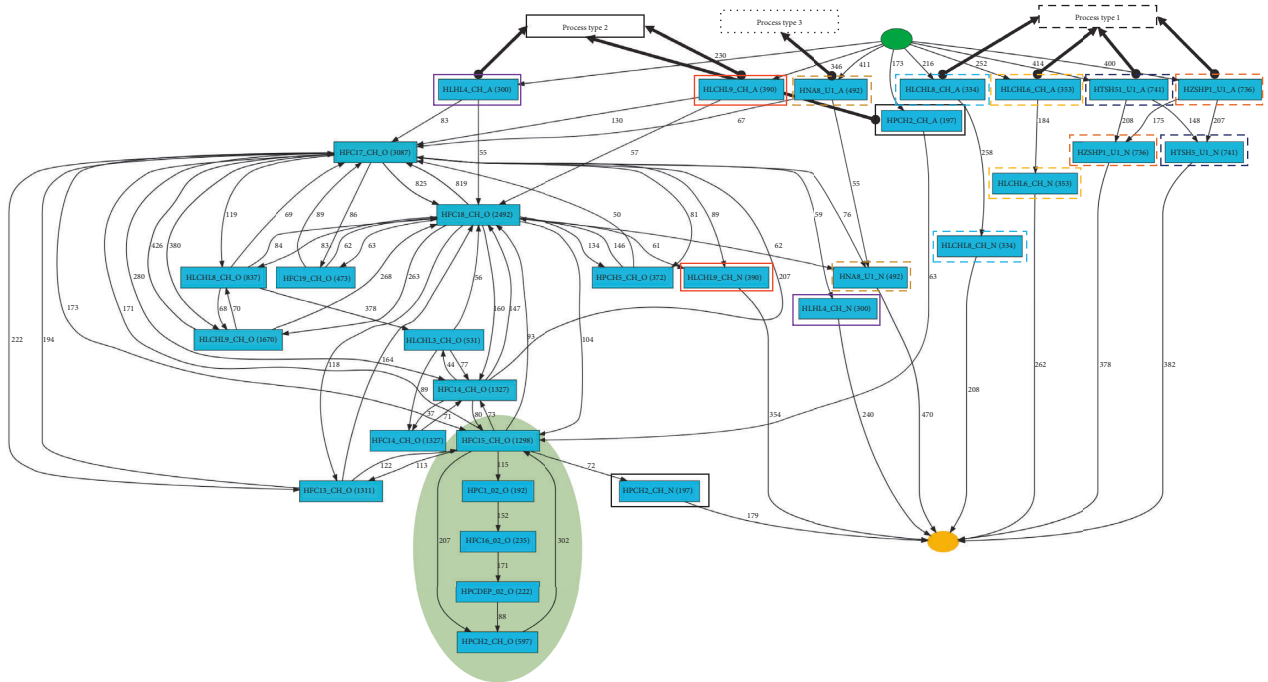 Process type 2
Process type 3
Process type 1
230
346
411
173
216
252
414
400
HLHL4_CH_A (300)
HLCHL9_CH_A (390)
HNA8_U1_A (492)
HLCHL8_CH_A (334)
HLCHL6_CH_A (353)
HTSH51_U1_A (741)
HZSHP1_U1_A (736)
HPCH2_CH_A (197)
83
130
67
184
208
175
148
207
HFC17_CH_O (3087)
55
57
258
HZSHP1_U1_N (736)
HTSH5_U1_N (741)
825
819
55
HLCHL6_CH_N (353)
119
69
89
86
HFC18_CH_O (2492)
50
81
89
59
76
426
380
84
83
62
63
134
146
61
62
HLCHL8_CH_N (334)
280
HLCHL8_CH_O (837)
HFC19_CH_O (473)
268
263
56
HPCH5_CH_O (372)
HLCHL9_CH_N (390)
207
HNA8_U1_N (492)
63
173
171
68
70
378
160
147
HLHL4_CH_N (300)
222
194
HLCHL9_CH_O (1670)
HLCHL3_CH_O (531)
93
104
118
164
44
77
262
378
382
89
HFC14_CH_O (1327)
208
37
71
80
73
354
240
470
HFC14_CH_O (1327)
HFC15_CH_O (1298)
122
113
115
72
HFC13_CH_O (1311)
HPC1_02_O (192)
HPCH2_CH_N (197)
152
179
207
HFC16_02_O (235)
302
171
HPCDEP_02_O (222)
88
HPCH2_CH_O (597)